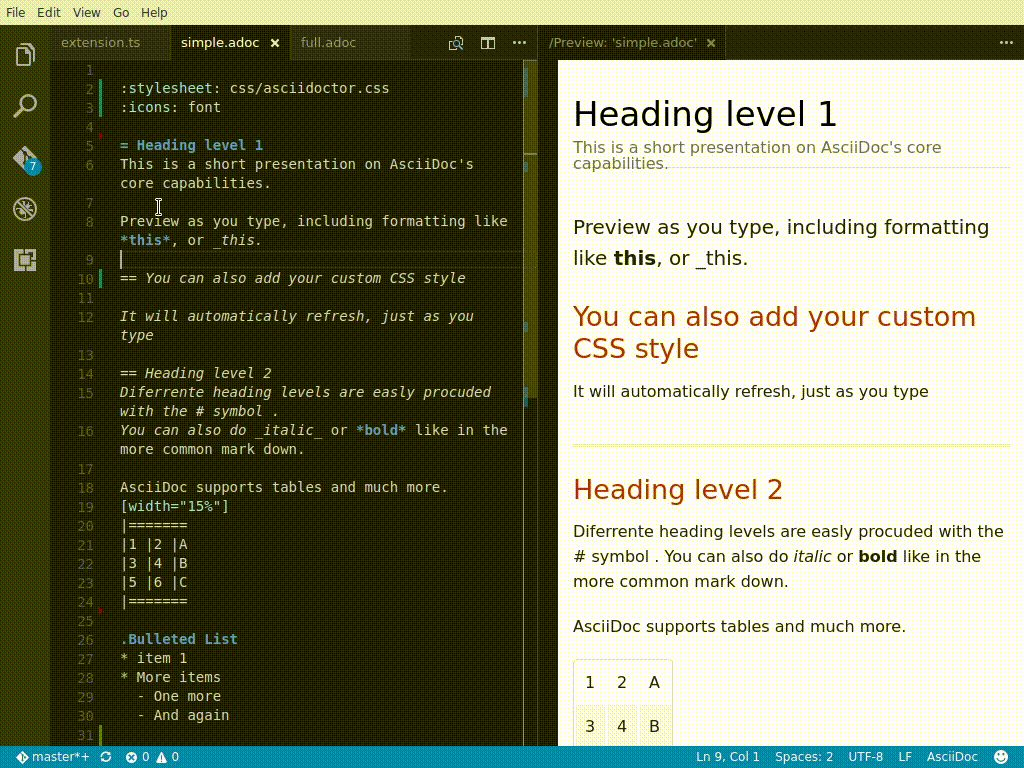 File Edit View Go Help
extension.ts simple.adoc × full.adoc ••• /Preview: 'simple.adoc' × •••
1
2 :stylesheet: css/asciidoctor.css
3 :icons: font
4
5 = Heading level 1
6 This is a short presentation on AsciiDoc's
core capabilities.
7
8 Preview as you type, including formatting like
*this*, or _this.
9
10 == You can also add your custom CSS style
11
12 It will automatically refresh, just as you
type
13
14 == Heading level 2
15 Diferrente heading levels are easly procuded
with the # symbol .
16 You can also do _italic_ or *bold* like in the
more common mark down.
17
18 AsciiDoc supports tables and much more.
19 [width="15%"]
20 |=======
21 |1 |2 |A
22 |3 |4 |B
23 |5 |6 |C
24 |=======
25
26 .Bulleted List
27 * item 1
28 * More items
29 - One more
30 - And again
31
7
Heading level 1
This is a short presentation on AsciiDoc's core
capabilities.
Preview as you type, including formatting
like this, or _this.
You can also add your custom
CSS style
It will automatically refresh, just as you type
Heading level 2
Diferrente heading levels are easly procuded with the
# symbol . You can also do italic or bold like in the
more common mark down.
AsciiDoc supports tables and much more.
1 2 A
3 4 B
master*+ 0 0 Ln 9, Col 1 Spaces: 2 UTF-8 LF AsciiDoc